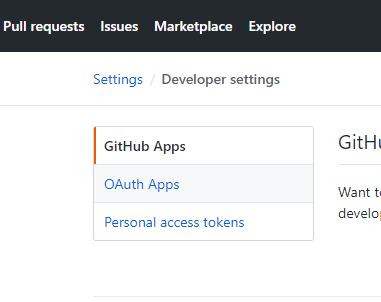 Pull requests Issues Marketplace Explore
Settings / Developer settings
GitHub Apps
OAuth Apps
Personal access tokens